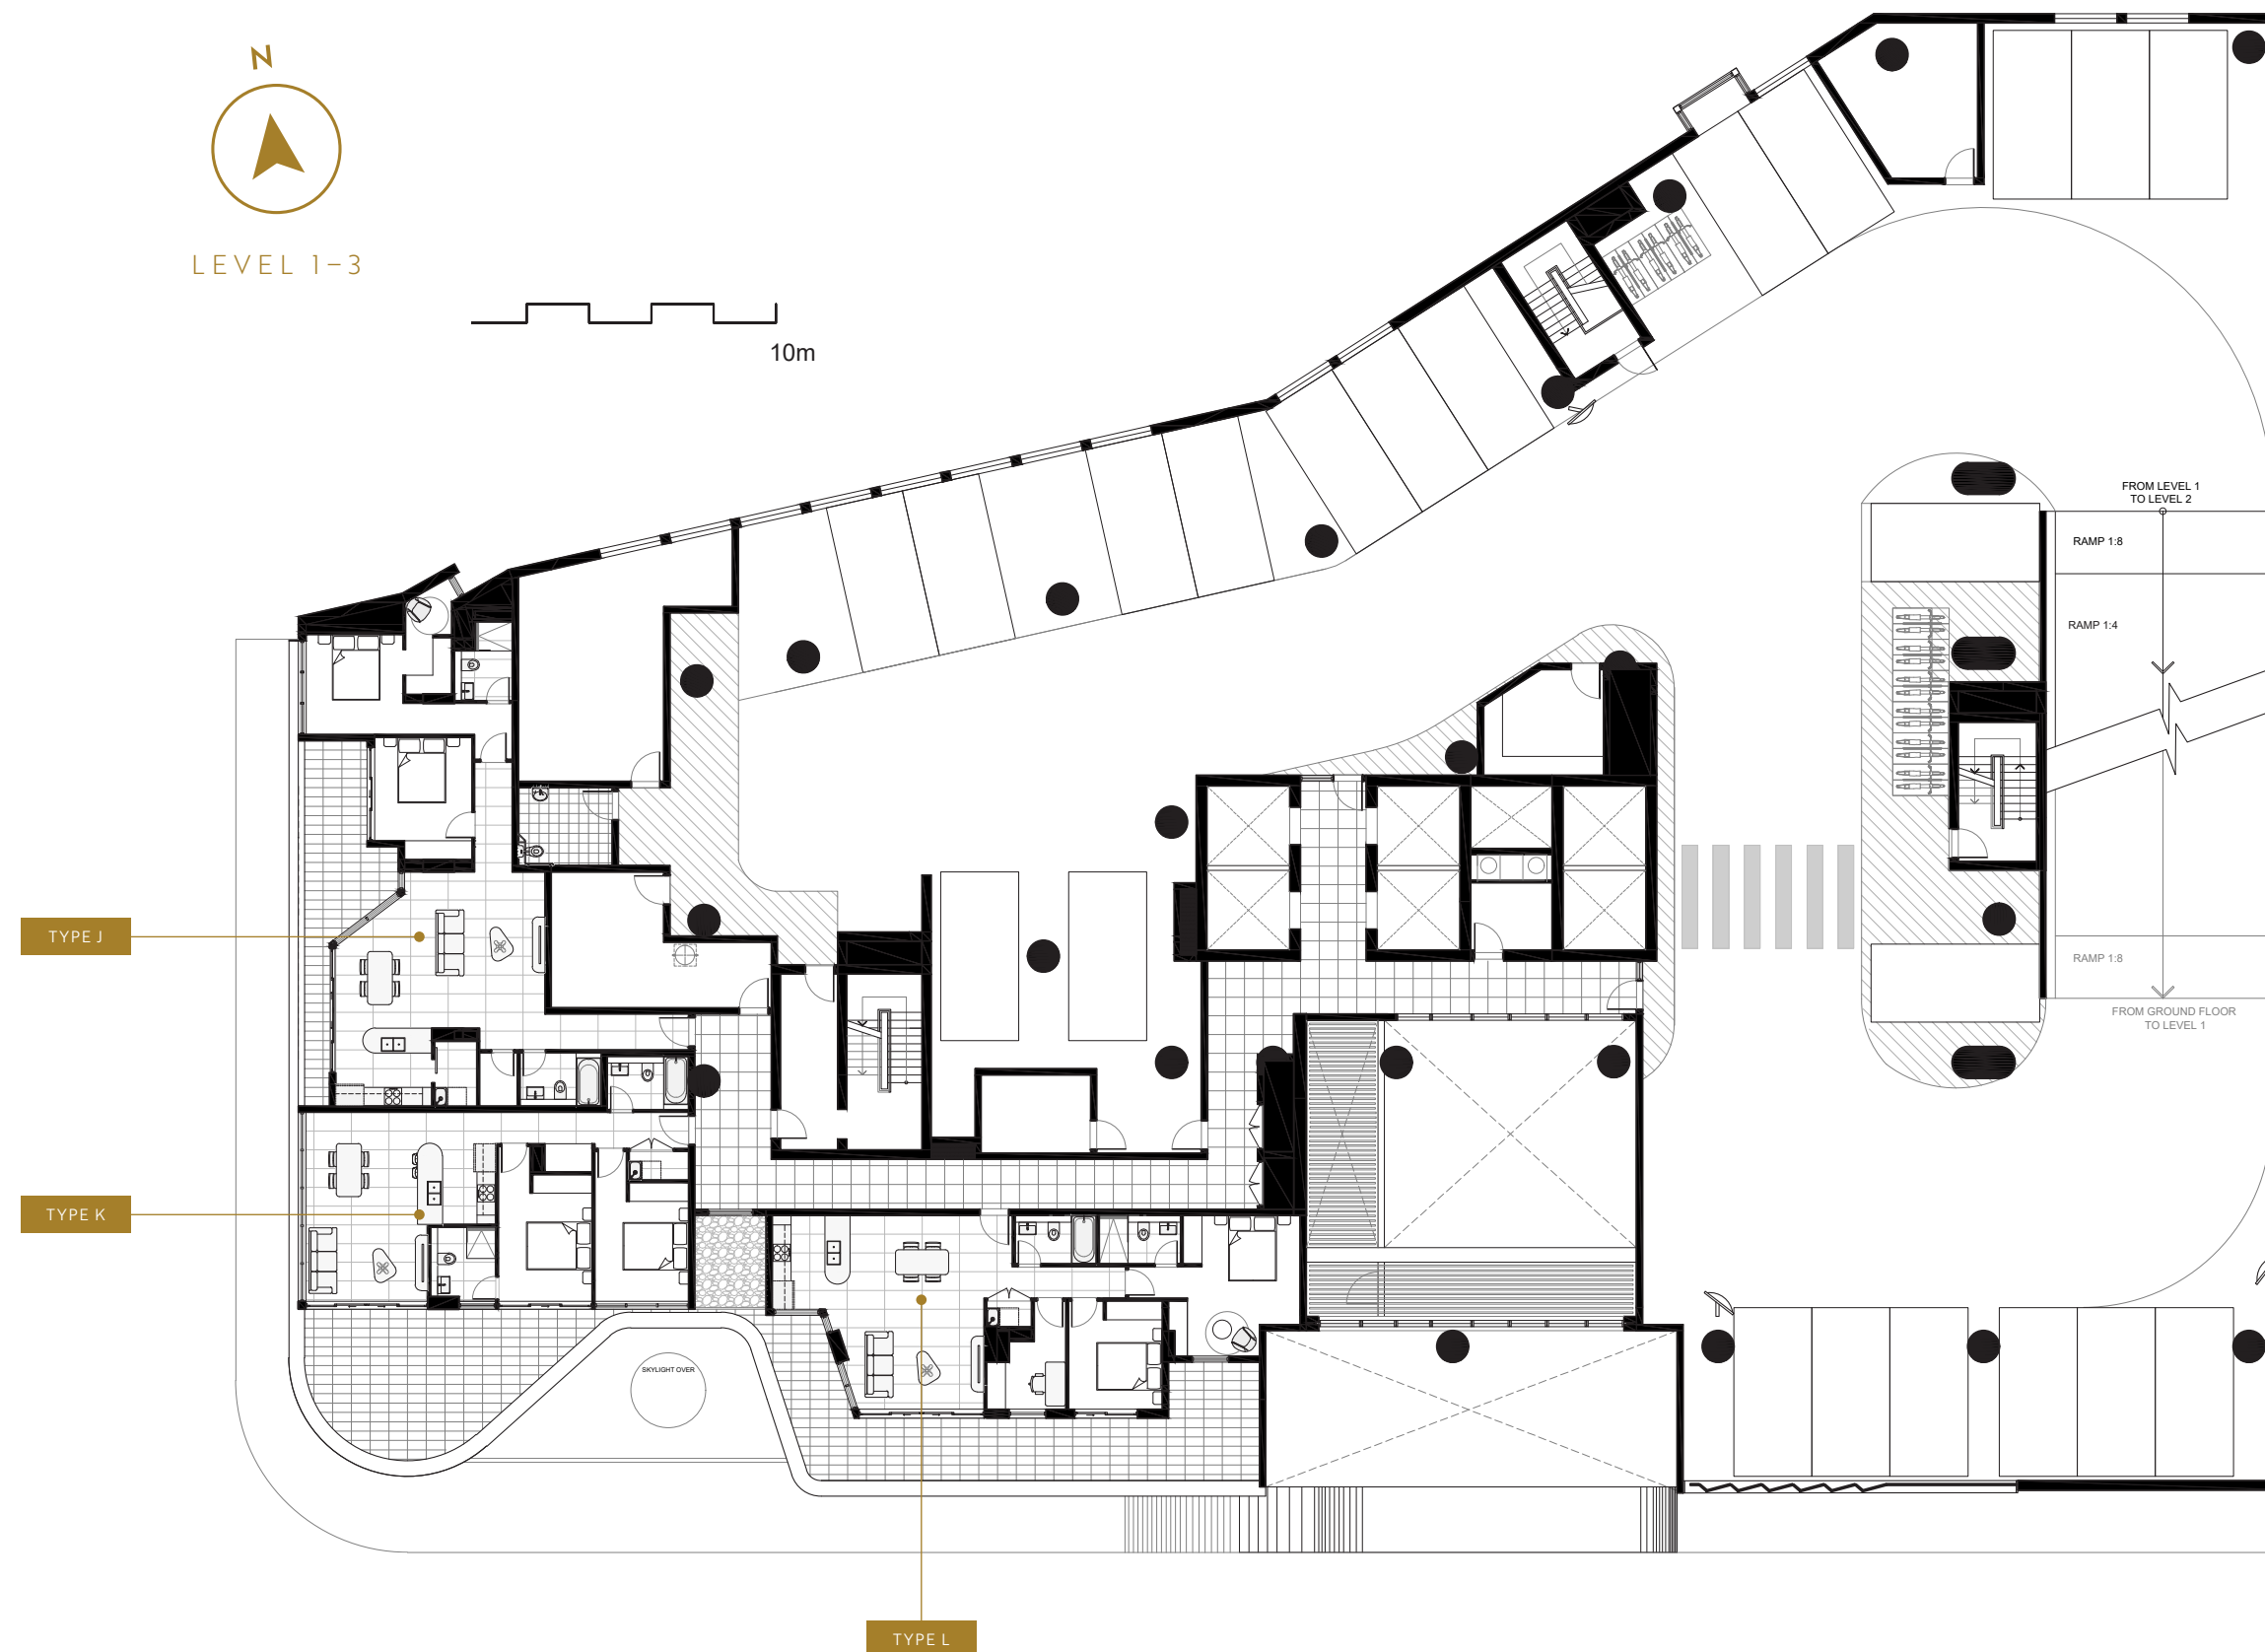 N
LEVEL 1–3
10m
FROM LEVEL 1
TO LEVEL 2
RAMP 1:8
RAMP 1:4
TYPE J
RAMP 1:8
FROM GROUND FLOOR
TO LEVEL 1
TYPE K
SKYLIGHT OVER
TYPE L